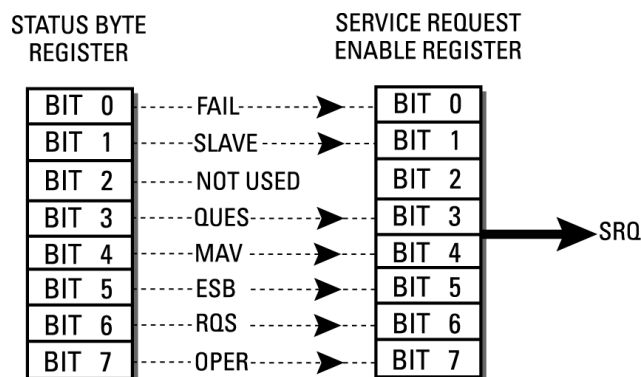 STATUS BYTE
REGISTER
SERVICE REQUEST
ENABLE REGISTER
BIT 0 FAIL BIT 0
BIT 1 SLAVE BIT 1
BIT 2 NOT USED BIT 2
BIT 3 QUES BIT 3
SRQ
BIT 4 MAV BIT 4
BIT 5 ESB BIT 5
BIT 6 RQS BIT 6
BIT 7 OPER BIT 7